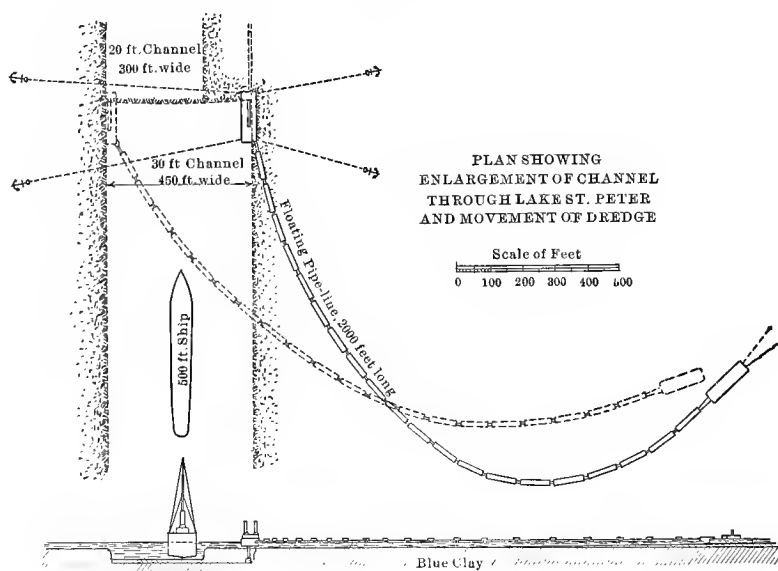 20 ft. Channel
300 ft. wide
30 ft Channel
450 ft. wide
PLAN SHOWING
ENLARGEMENT OF CHANNEL
THROUGH LAKE ST. PETER
AND MOVEMENT OF DREDGE
Scale of Feet
0 100 200 300 400 500
Floating Pipe-line, 2000 feet long
500 ft. Ship
Blue Clay